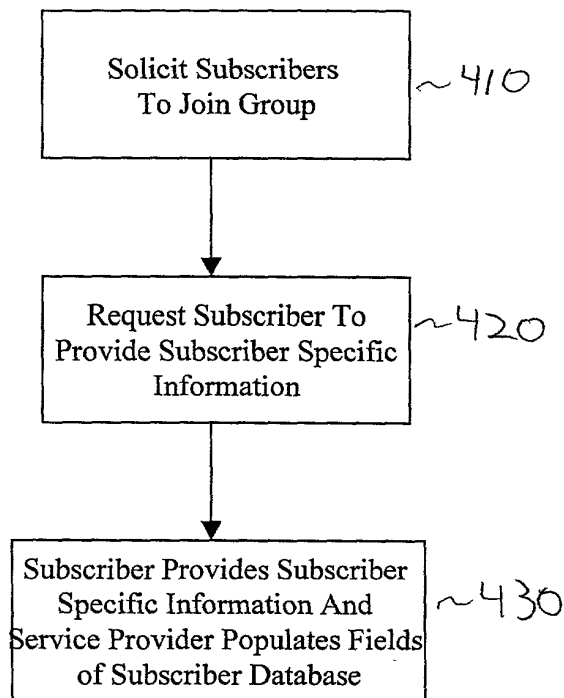 Solicit Subscribers
To Join Group
~410
Request Subscriber To
Provide Subscriber Specific
Information
~420
Subscriber Provides Subscriber
Specific Information And
Service Provider Populates Fields
of Subscriber Database
~430